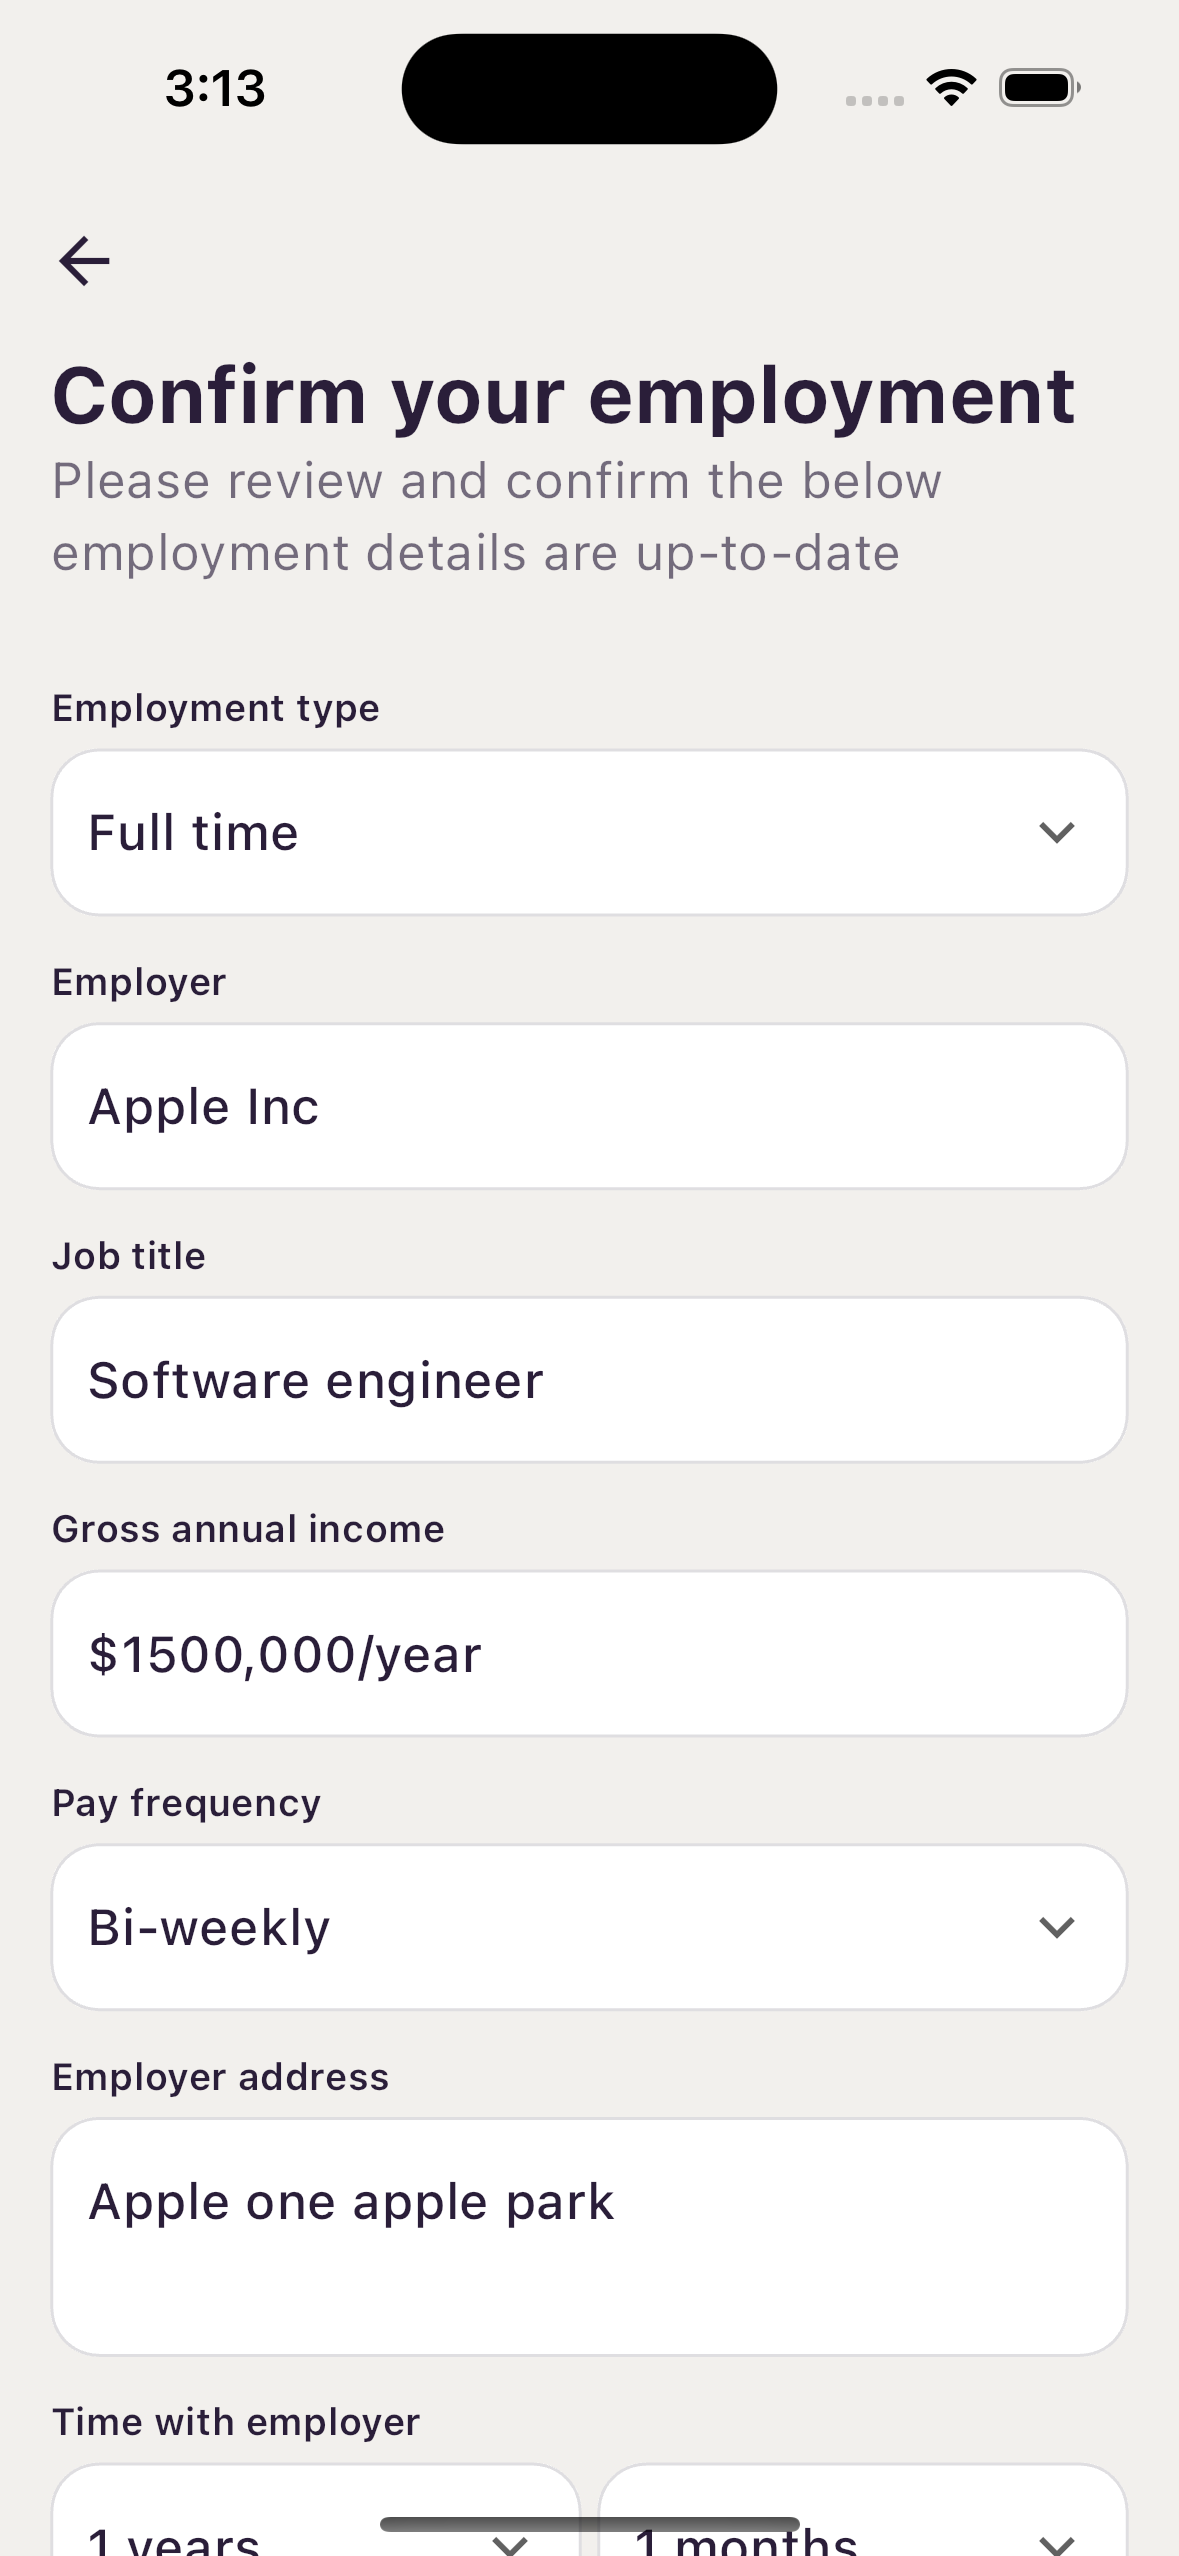 3:13
Confirm your employment
Please review and confirm the below
employment details are up-to-date
Employment type
Full time
Employer
Apple Inc
Job title
Software engineer
Gross annual income
$1500,000/year
Pay frequency
Bi-weekly
Employer address
Apple one apple park
Time with employer
1 years 1 months